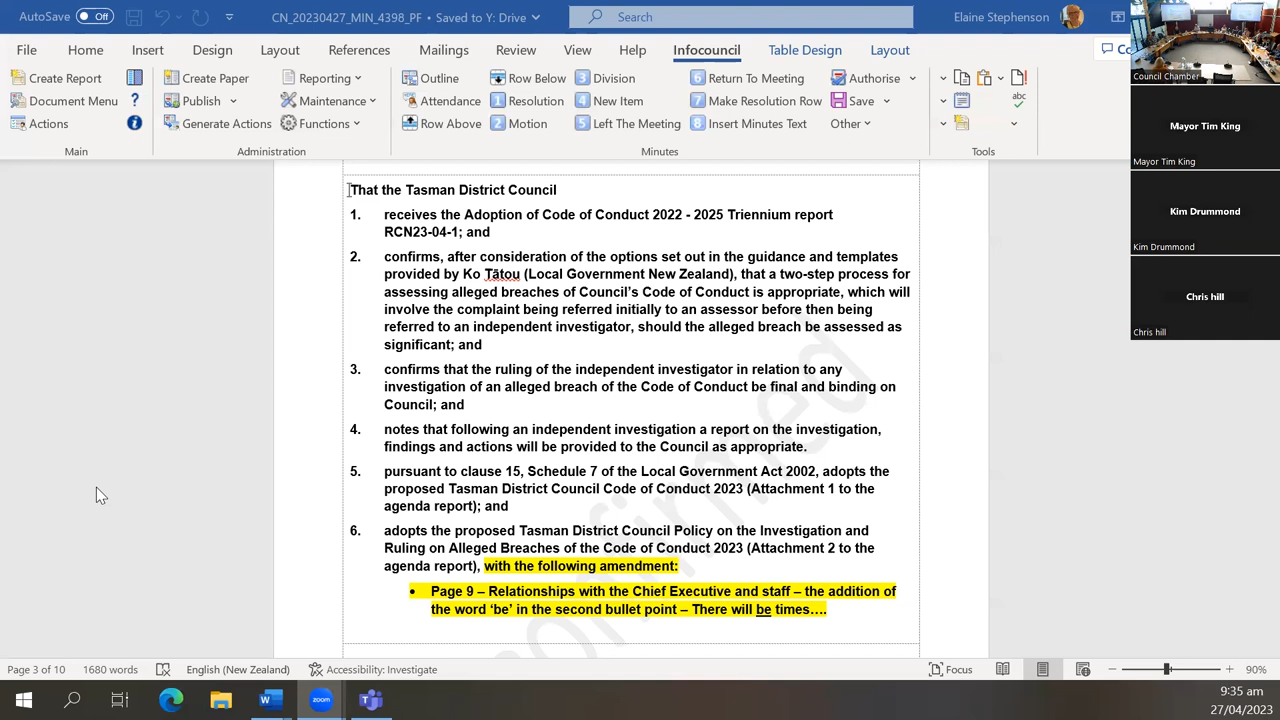 AutoSave Off CN_20230427_MIN_4398_PF • Saved to Y: Drive Search Elaine Stephenson
File Home Insert Design Layout References Mailings Review View Help Infocouncil Table Design Layout
Create Report Create Paper Reporting Outline Row Below 3 Division 6 Return To Meeting Authorise
Document Menu ? Publish Maintenance Attendance 1 Resolution 4 New Item 7 Make Resolution Row Save abc
Actions Generate Actions Functions Row Above 2 Motion 5 Left The Meeting 8 Insert Minutes Text Other
Main Administration Minutes Tools
Council Chamber
Mayor Tim King
Mayor Tim King
Kim Drummond
Kim Drummond
Chris hill
Chris hill
That the Tasman District Council
1. receives the Adoption of Code of Conduct 2022 - 2025 Triennium report
RCN23-04-1; and
2. confirms, after consideration of the options set out in the guidance and templates
provided by Ko Tātou (Local Government New Zealand), that a two-step process for
assessing alleged breaches of Council's Code of Conduct is appropriate, which will
involve the complaint being referred initially to an assessor before then being
referred to an independent investigator, should the alleged breach be assessed as
significant; and
3. confirms that the ruling of the independent investigator in relation to any
investigation of an alleged breach of the Code of Conduct be final and binding on
Council; and
4. notes that following an independent investigation a report on the investigation,
findings and actions will be provided to the Council as appropriate.
5. pursuant to clause 15, Schedule 7 of the Local Government Act 2002, adopts the
proposed Tasman District Council Code of Conduct 2023 (Attachment 1 to the
agenda report); and
6. adopts the proposed Tasman District Council Policy on the Investigation and
Ruling on Alleged Breaches of the Code of Conduct 2023 (Attachment 2 to the
agenda report), with the following amendment:
• Page 9 – Relationships with the Chief Executive and staff – the addition of
the word 'be' in the second bullet point – There will be times….
Page 3 of 10 1680 words English (New Zealand) Accessibility: Investigate Focus 90%
zoom
9:35 am
27/04/2023